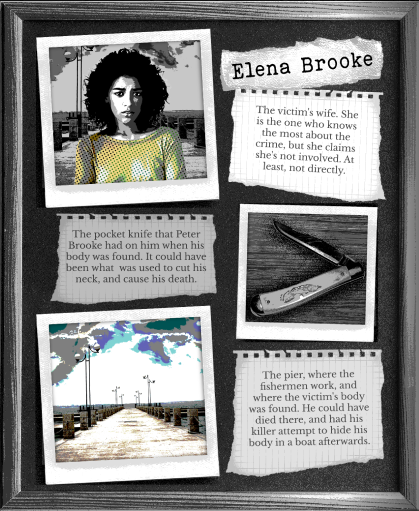 Elena Brooke
The victim's wife. She
is the one who knows
the most about the
crime, but she claims
she's not involved. At
least, not directly.
The pocket knife that Peter
Brooke had on him when his
body was found. It could have
been what was used to cut his
neck, and cause his death.
The pier, where the
fishermen work, and
where the victim's body
was found. He could have
died there, and had his
killer attempt to hide his
body in a boat afterwards.